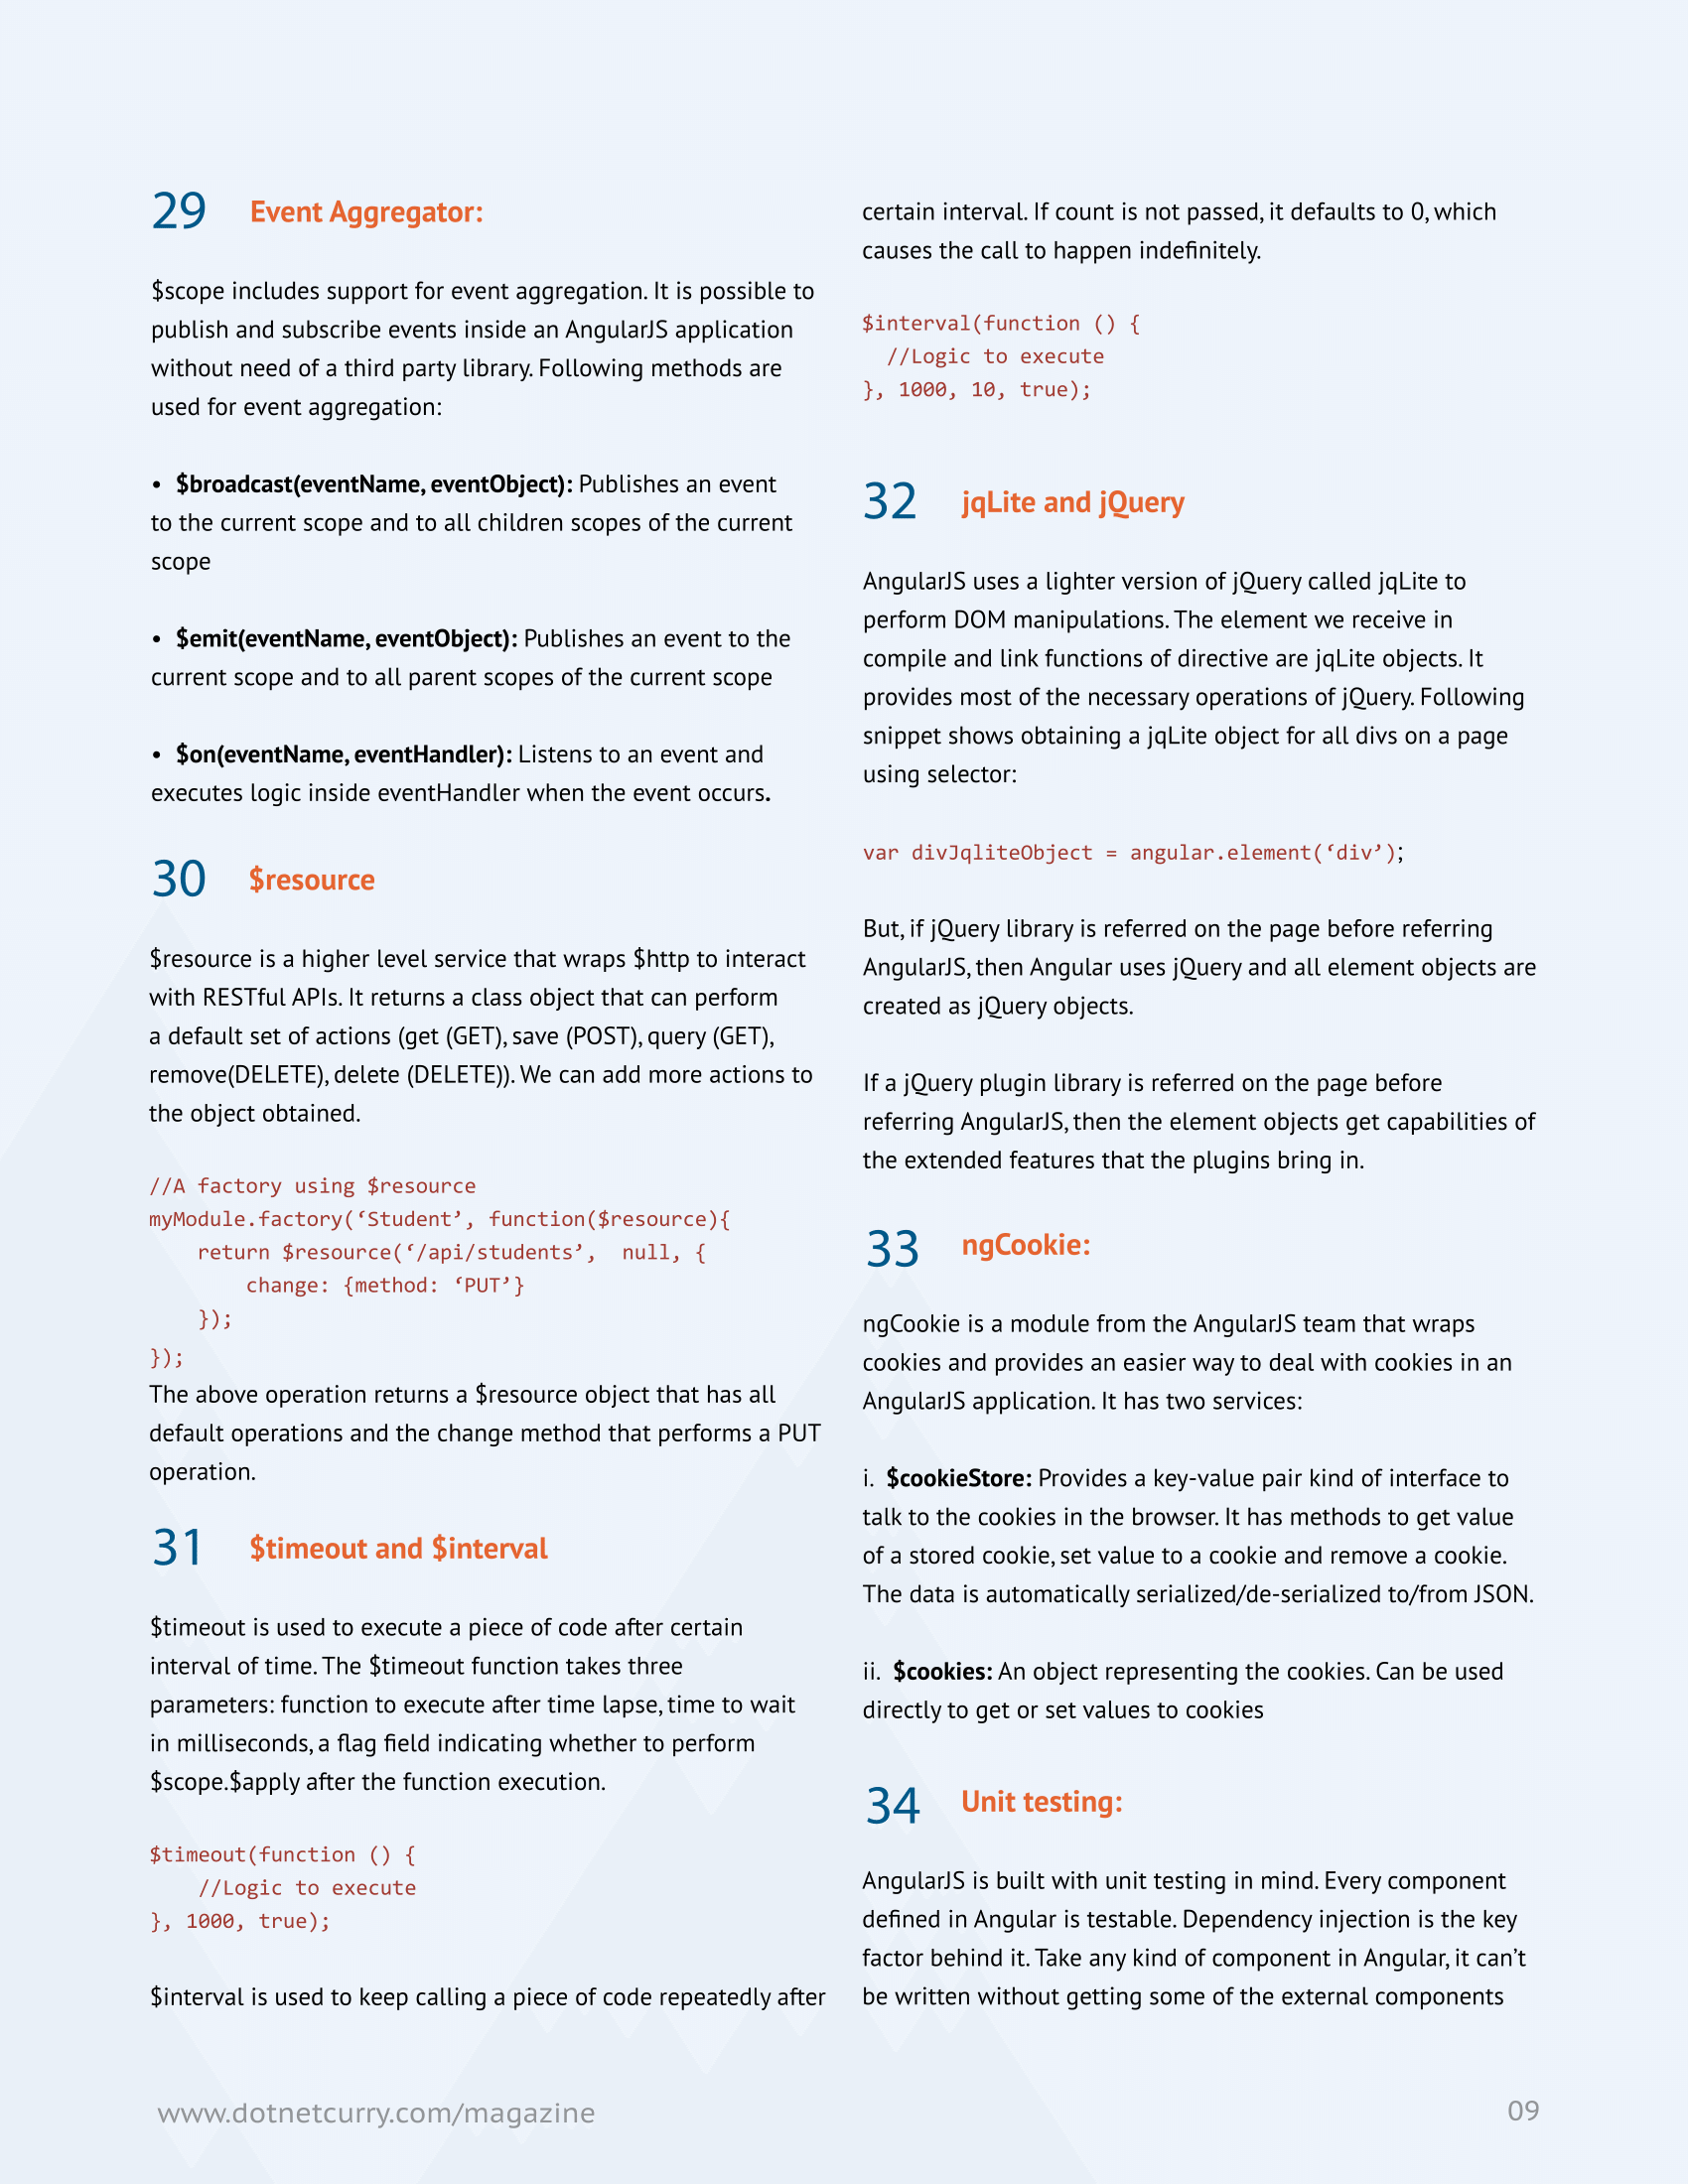 29 Event Aggregator:
$scope includes support for event aggregation. It is possible to
publish and subscribe events inside an AngularJS application
without need of a third party library. Following methods are
used for event aggregation:
• $broadcast(eventName, eventObject): Publishes an event
to the current scope and to all children scopes of the current
scope
• $emit(eventName, eventObject): Publishes an event to the
current scope and to all parent scopes of the current scope
• $on(eventName, eventHandler): Listens to an event and
executes logic inside eventHandler when the event occurs.
30 $resource
$resource is a higher level service that wraps $http to interact
with RESTful APIs. It returns a class object that can perform
a default set of actions (get (GET), save (POST), query (GET),
remove(DELETE), delete (DELETE)). We can add more actions to
the object obtained.
//A factory using $resource
myModule.factory(‘Student’, function($resource){
    return $resource(‘/api/students’,  null, {
        change: {method: ‘PUT’}
    });
});
The above operation returns a $resource object that has all
default operations and the change method that performs a PUT
operation.
31 $timeout and $interval
$timeout is used to execute a piece of code after certain
interval of time. The $timeout function takes three
parameters: function to execute after time lapse, time to wait
in milliseconds, a flag field indicating whether to perform
$scope.$apply after the function execution.
$timeout(function () {
    //Logic to execute
}, 1000, true);
$interval is used to keep calling a piece of code repeatedly after
certain interval. If count is not passed, it defaults to 0, which
causes the call to happen indefinitely.
$interval(function () {
  //Logic to execute
}, 1000, 10, true);
32 jqLite and jQuery
AngularJS uses a lighter version of jQuery called jqLite to
perform DOM manipulations. The element we receive in
compile and link functions of directive are jqLite objects. It
provides most of the necessary operations of jQuery. Following
snippet shows obtaining a jqLite object for all divs on a page
using selector:
var divJqliteObject = angular.element(‘div’);
But, if jQuery library is referred on the page before referring
AngularJS, then Angular uses jQuery and all element objects are
created as jQuery objects.
If a jQuery plugin library is referred on the page before
referring AngularJS, then the element objects get capabilities of
the extended features that the plugins bring in.
33 ngCookie:
ngCookie is a module from the AngularJS team that wraps
cookies and provides an easier way to deal with cookies in an
AngularJS application. It has two services:
i. $cookieStore: Provides a key-value pair kind of interface to
talk to the cookies in the browser. It has methods to get value
of a stored cookie, set value to a cookie and remove a cookie.
The data is automatically serialized/de-serialized to/from JSON.
ii. $cookies: An object representing the cookies. Can be used
directly to get or set values to cookies
34 Unit testing:
AngularJS is built with unit testing in mind. Every component
defined in Angular is testable. Dependency injection is the key
factor behind it. Take any kind of component in Angular, it can’t
be written without getting some of the external components
www.dotnetcurry.com/magazine
09